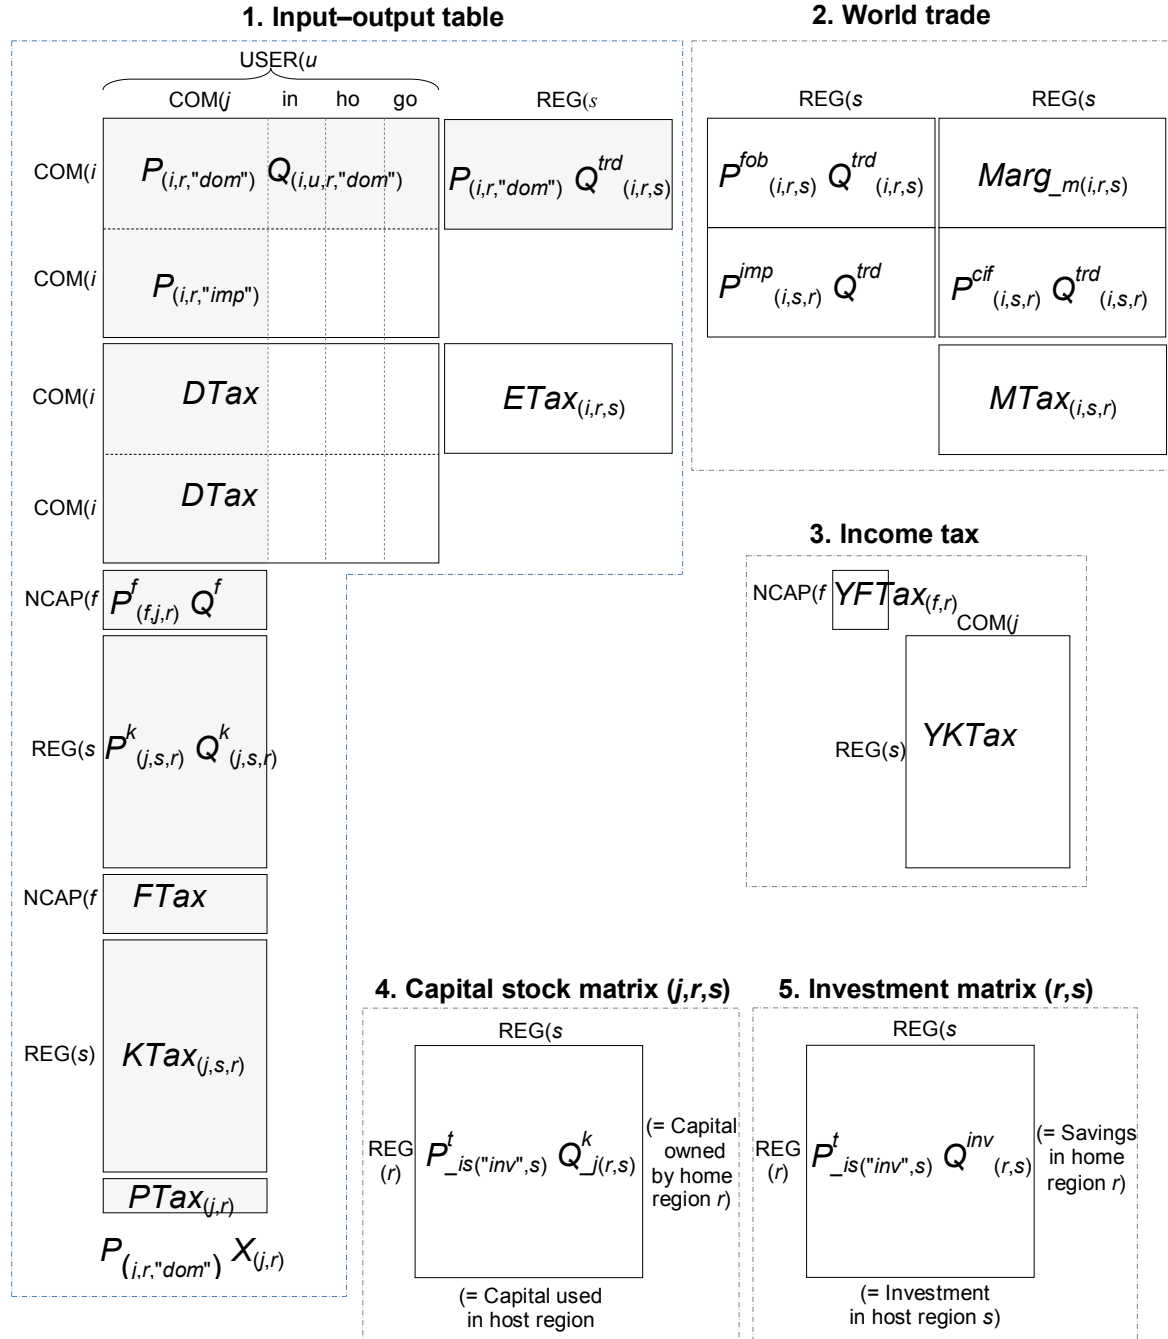 1. Input–output table
USER(u
COM(j in ho go
REG(s
COM(i
P(i,r,"dom") Q(i,u,r,"dom")
P(i,r,"dom") Q^trd(i,r,s)
COM(i
P(i,r,"imp")
COM(i
DTax
ETax(i,r,s)
COM(i
DTax
NCAP(f
P^f(f,j,r) Q^f
REG(s
P^k(j,s,r) Q^k(j,s,r)
NCAP(f
FTax
REG(s)
KTax(j,s,r)
PTax(j,r)
P(j,r,"dom") X(j,r)
2. World trade
REG(s REG(s
P^fob(i,r,s) Q^trd(i,r,s)
Marg_m(i,r,s)
P^imp(i,s,r) Q^trd
P^cif(i,s,r) Q^trd(i,s,r)
MTax(i,s,r)
3. Income tax
NCAP(f
YFTax(f,r)
COM(j
REG(s)
YKTax
4. Capital stock matrix (j,r,s)
REG(s
REG
(r)
P^t_is("inv",s) Q^k_j(r,s)
(= Capital
owned
by home
region r)
(= Capital used
in host region
5. Investment matrix (r,s)
REG(s
REG
(r)
P^t_is("inv",s) Q^inv(r,s)
(= Savings
in home
region r)
(= Investment
in host region s)